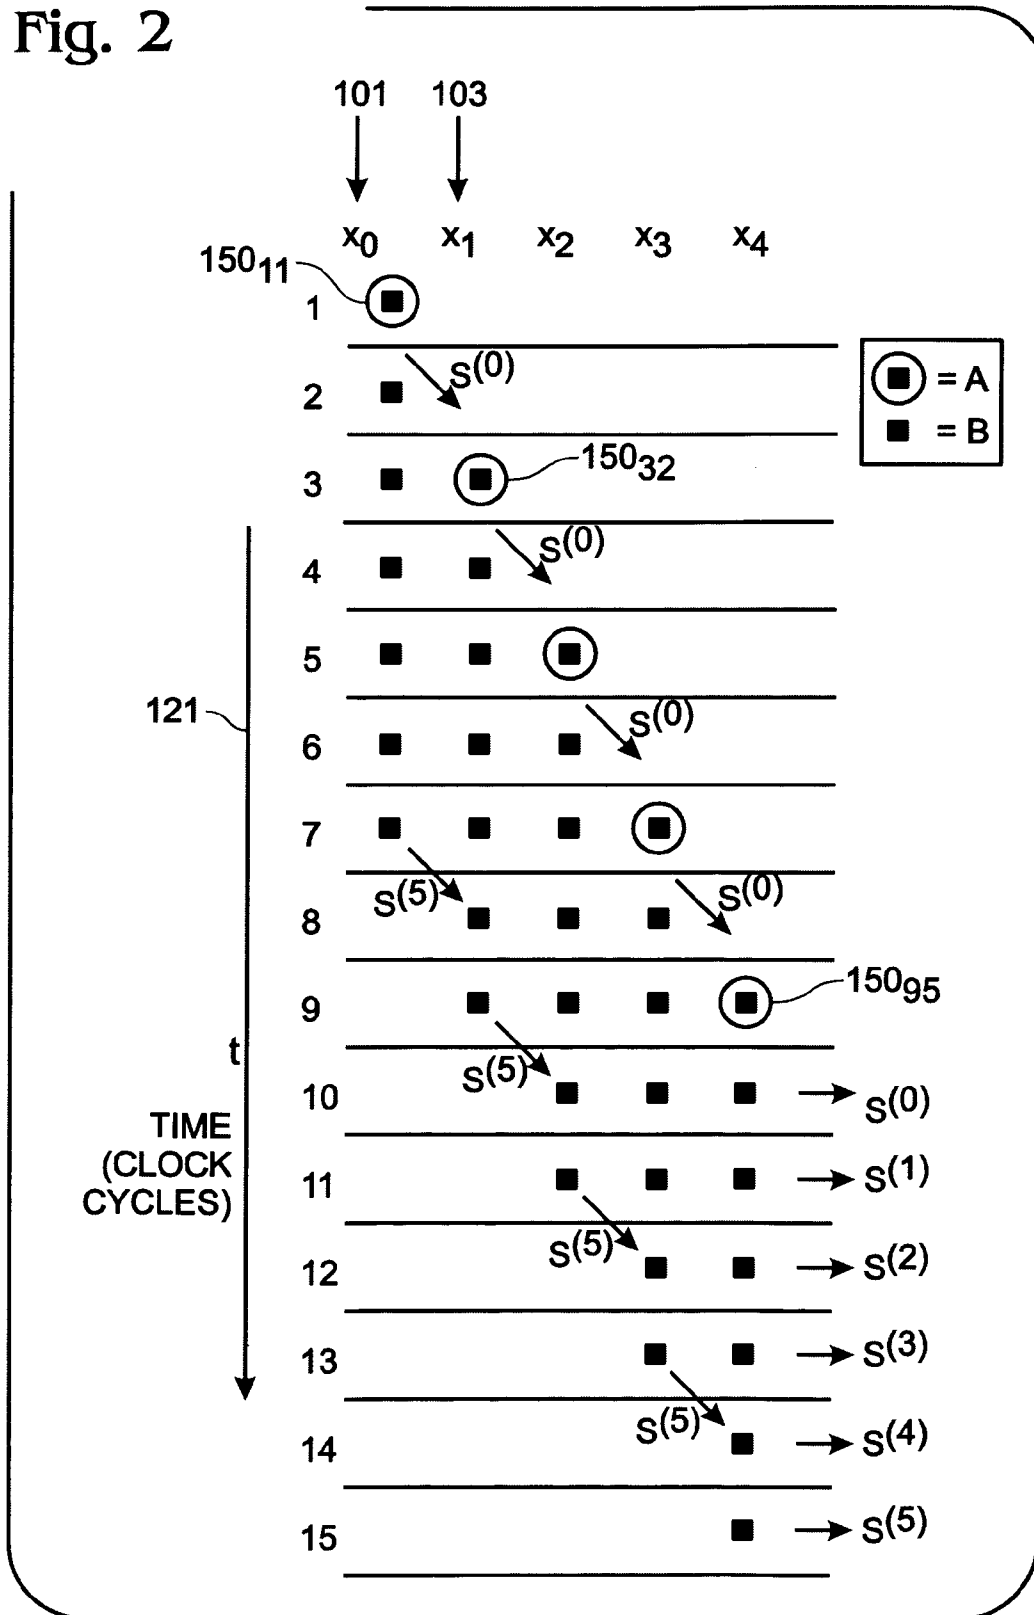 Fig. 2
101 103
x0 x1 x2 x3 x4
150 11
1
S(0)
= A
2
= B
3
150 32
S(0)
4
5
121
S(0)
6
7
S(5)
S(0)
8
9
150 95
t
S(5)
10
S(0)
TIME
(CLOCK
CYCLES)
11
S(1)
S(5)
12
S(2)
13
S(3)
S(5)
14
S(4)
15
S(5)